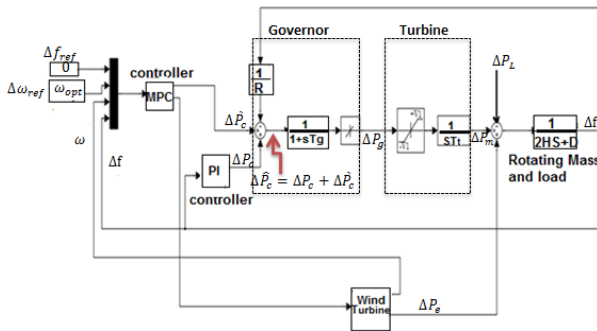 Governor
Turbine
Δf_ref
0
Δω_ref
ω_opt
controller
MPC
1
R
ΔP_L
ω
Δf
ΔP̀_c
1
1+sTg
ΔP_g
1
STt
ΔP_m
1
2HS+D
Δf
Rotating Mass
and load
PI
ΔP_c
controller
ΔP̂_c = ΔP_c + ΔP̀_c
Wind
Turbine
ΔP_e